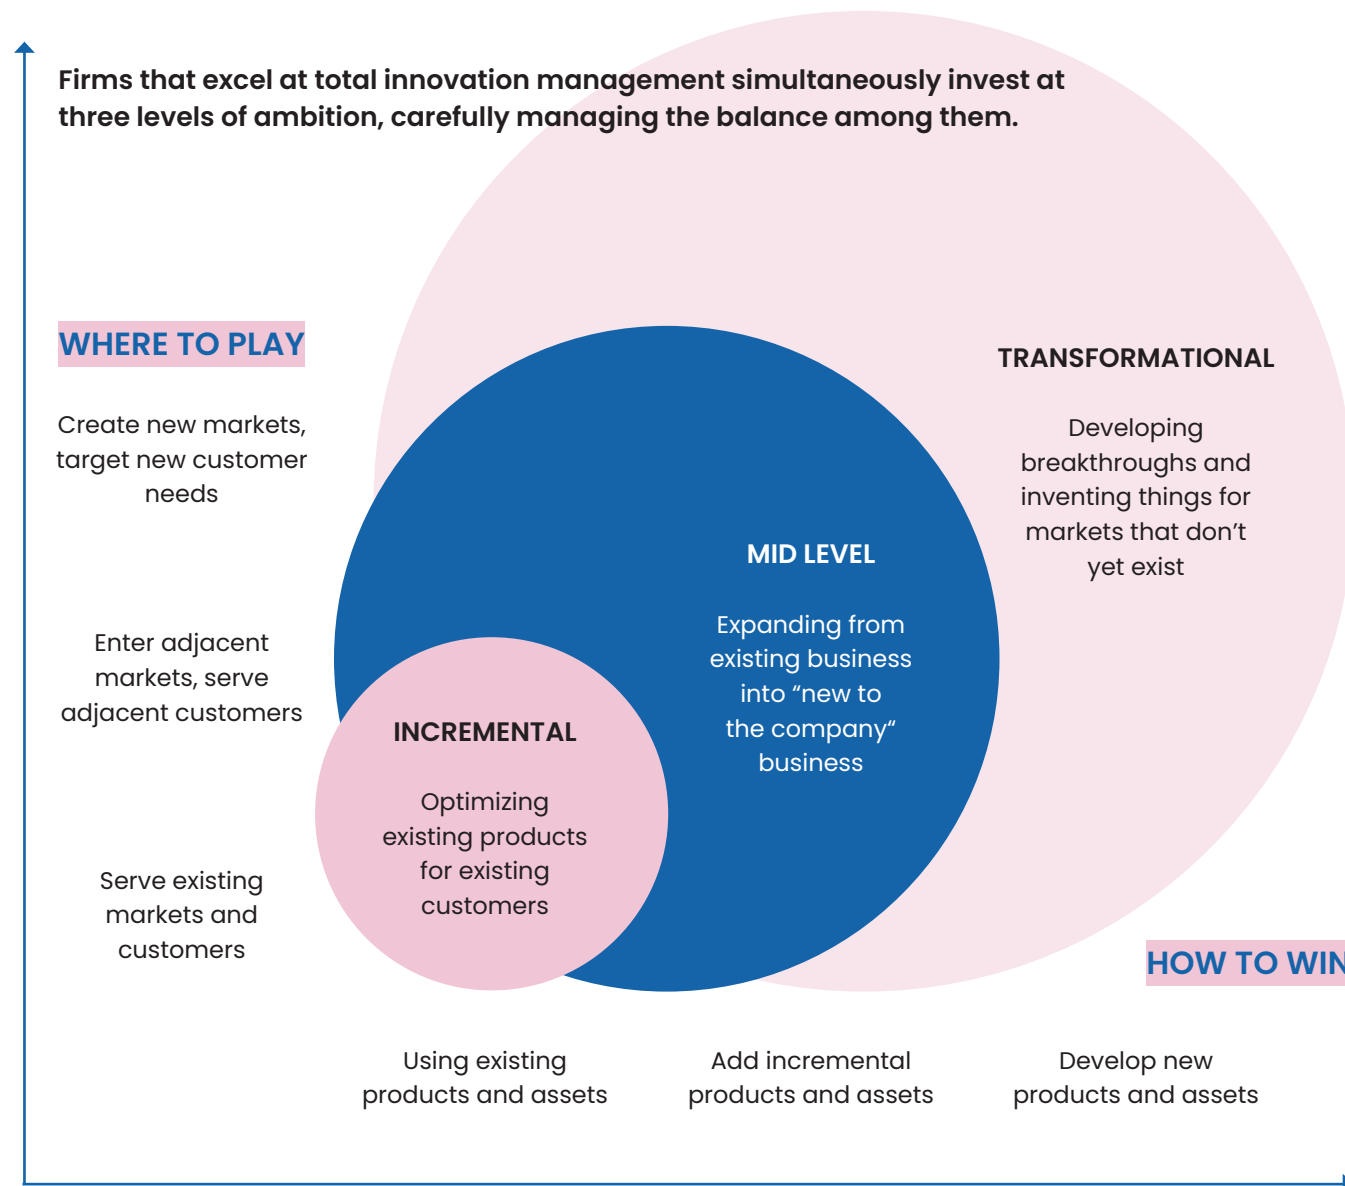 Firms that excel at total innovation management simultaneously invest at
three levels of ambition, carefully managing the balance among them.
WHERE TO PLAY
Create new markets,
target new customer
needs
Enter adjacent
markets, serve
adjacent customers
Serve existing
markets and
customers
INCREMENTAL
Optimizing
existing products
for existing
customers
MID LEVEL
Expanding from
existing business
into “new to
the company“
business
TRANSFORMATIONAL
Developing
breakthroughs and
inventing things for
markets that don’t
yet exist
HOW TO WIN
Using existing
products and assets
Add incremental
products and assets
Develop new
products and assets